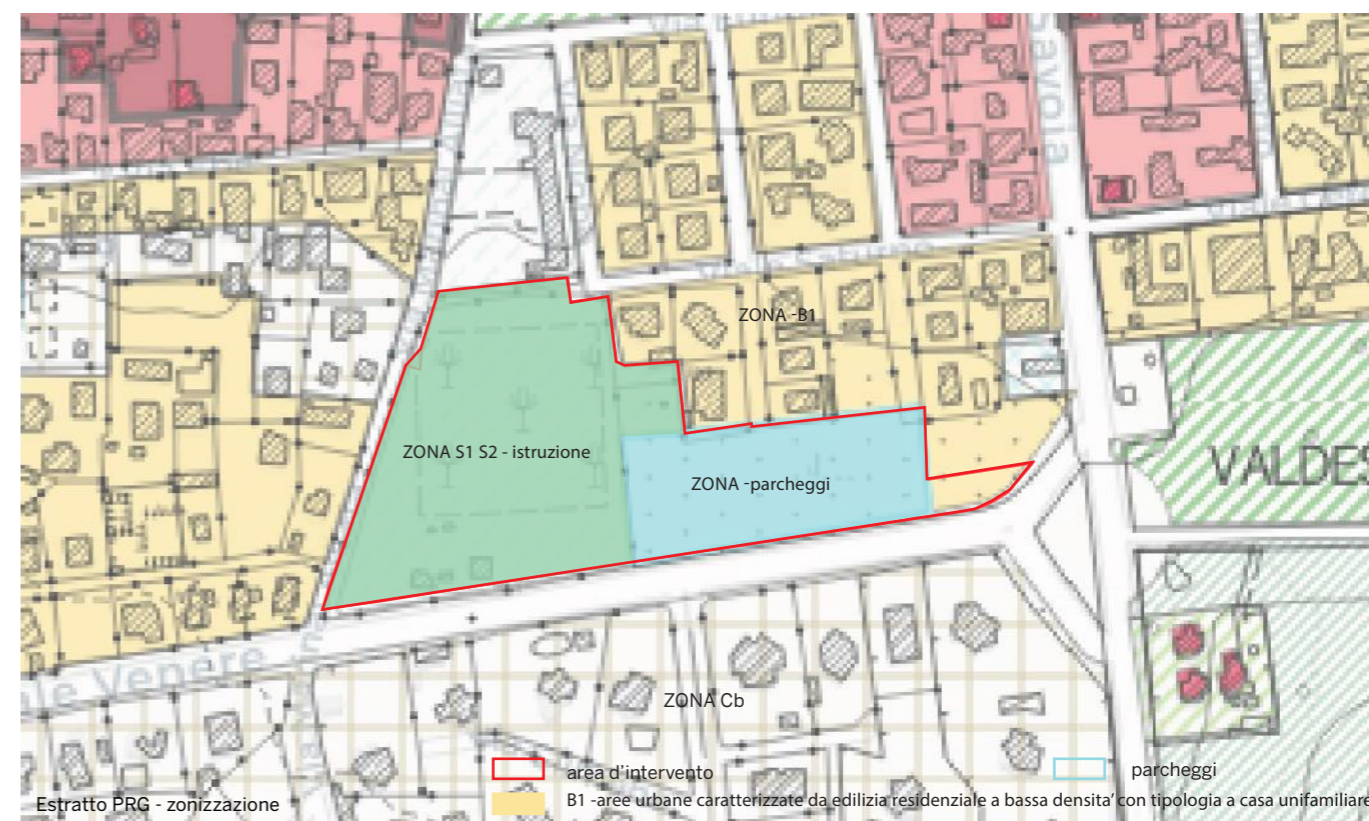 savoia
ZONA -B1
ZONA S1 S2 - istruzione
VALDES
ZONA -parcheggi
ale Venere
ZONA Cb
area d'intervento
parcheggi
Estratto PRG - zonizzazione
B1 -aree urbane caratterizzate da edilizia residenziale a bassa densita' con tipologia a casa unifamiliare